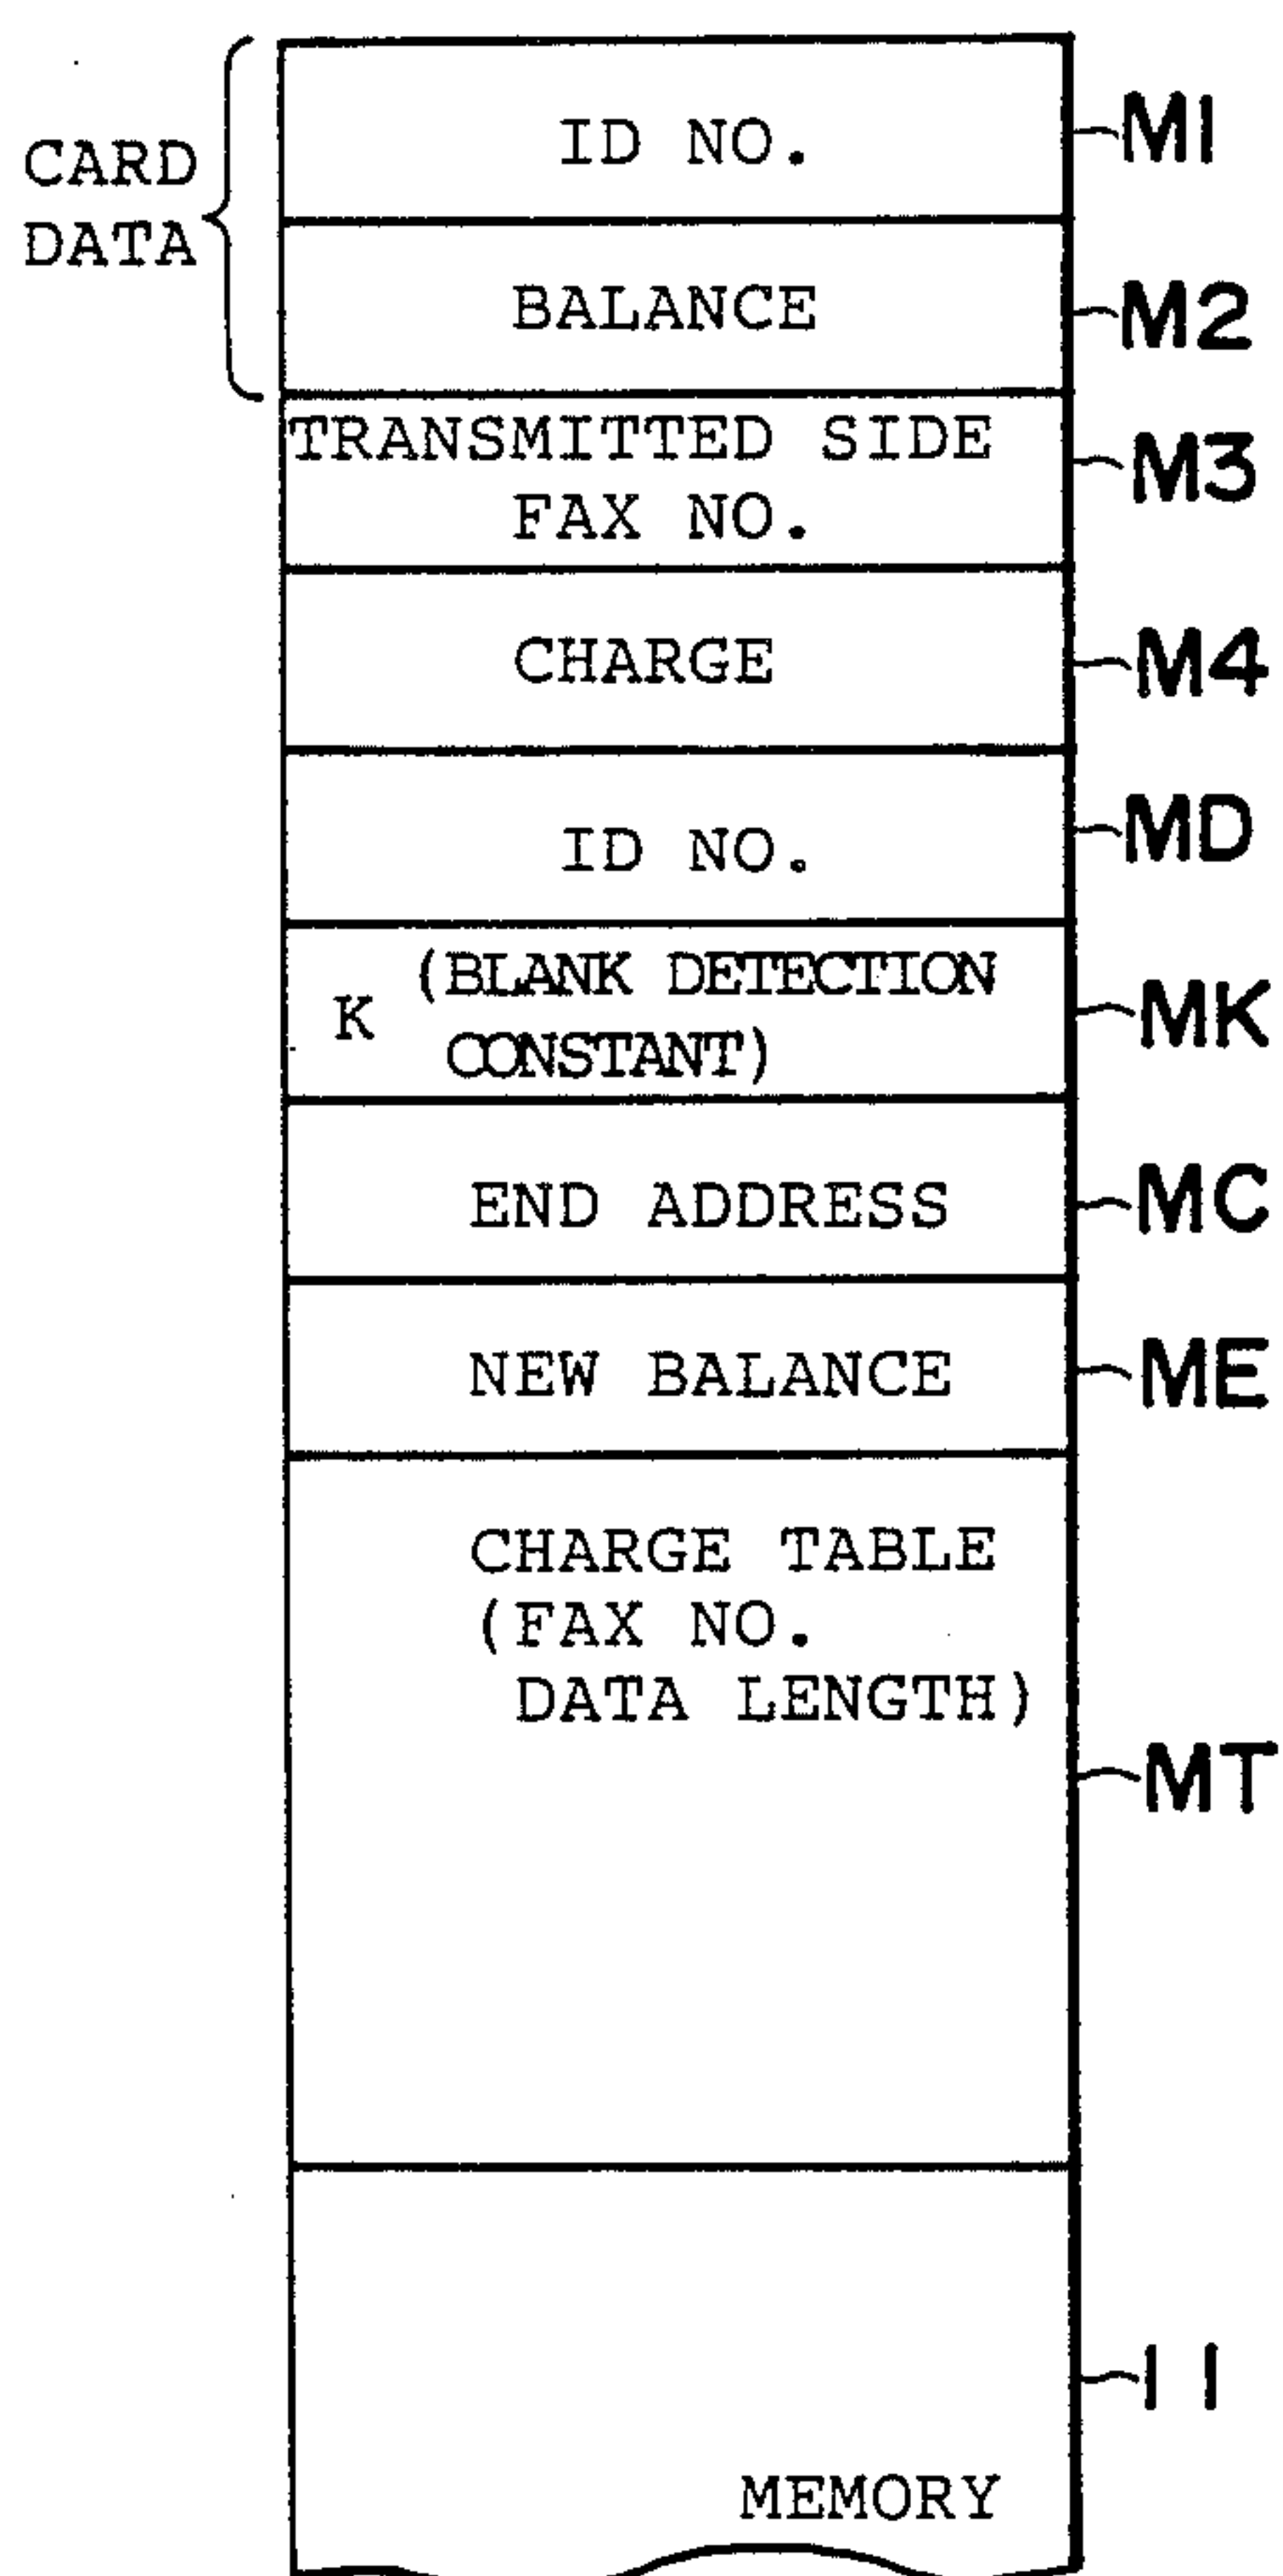 CARD
DATA
ID NO.
M1
BALANCE
M2
TRANSMITTED SIDE
FAX NO.
M3
CHARGE
M4
ID NO.
MD
K (BLANK DETECTION
CONSTANT)
MK
END ADDRESS
MC
NEW BALANCE
ME
CHARGE TABLE
(FAX NO.
DATA LENGTH)
MT
11
MEMORY